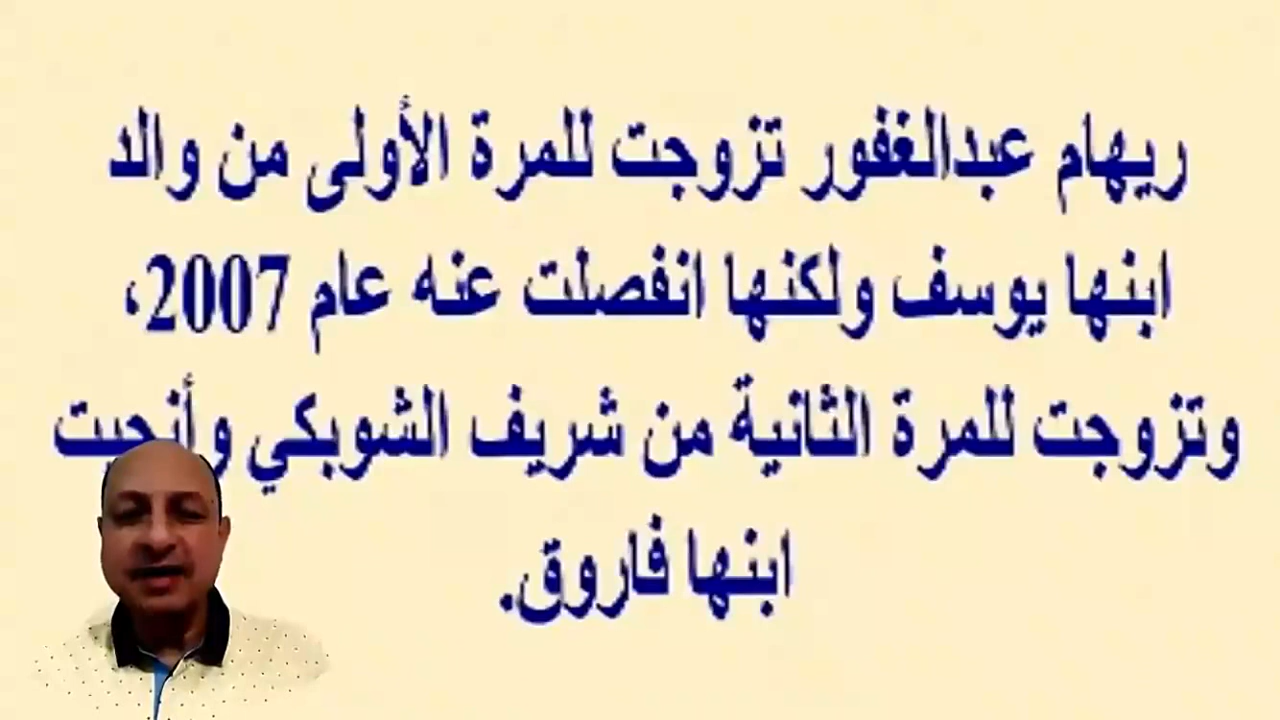 ريهام عبدالغفور تزوجت للمرة الأولى من والد
ابنها يوسف ولكنها انفصلت عنه عام 2007،
وتزوجت للمرة الثانية من شريف الشوبكي وأنجبت
ابنها فاروق.